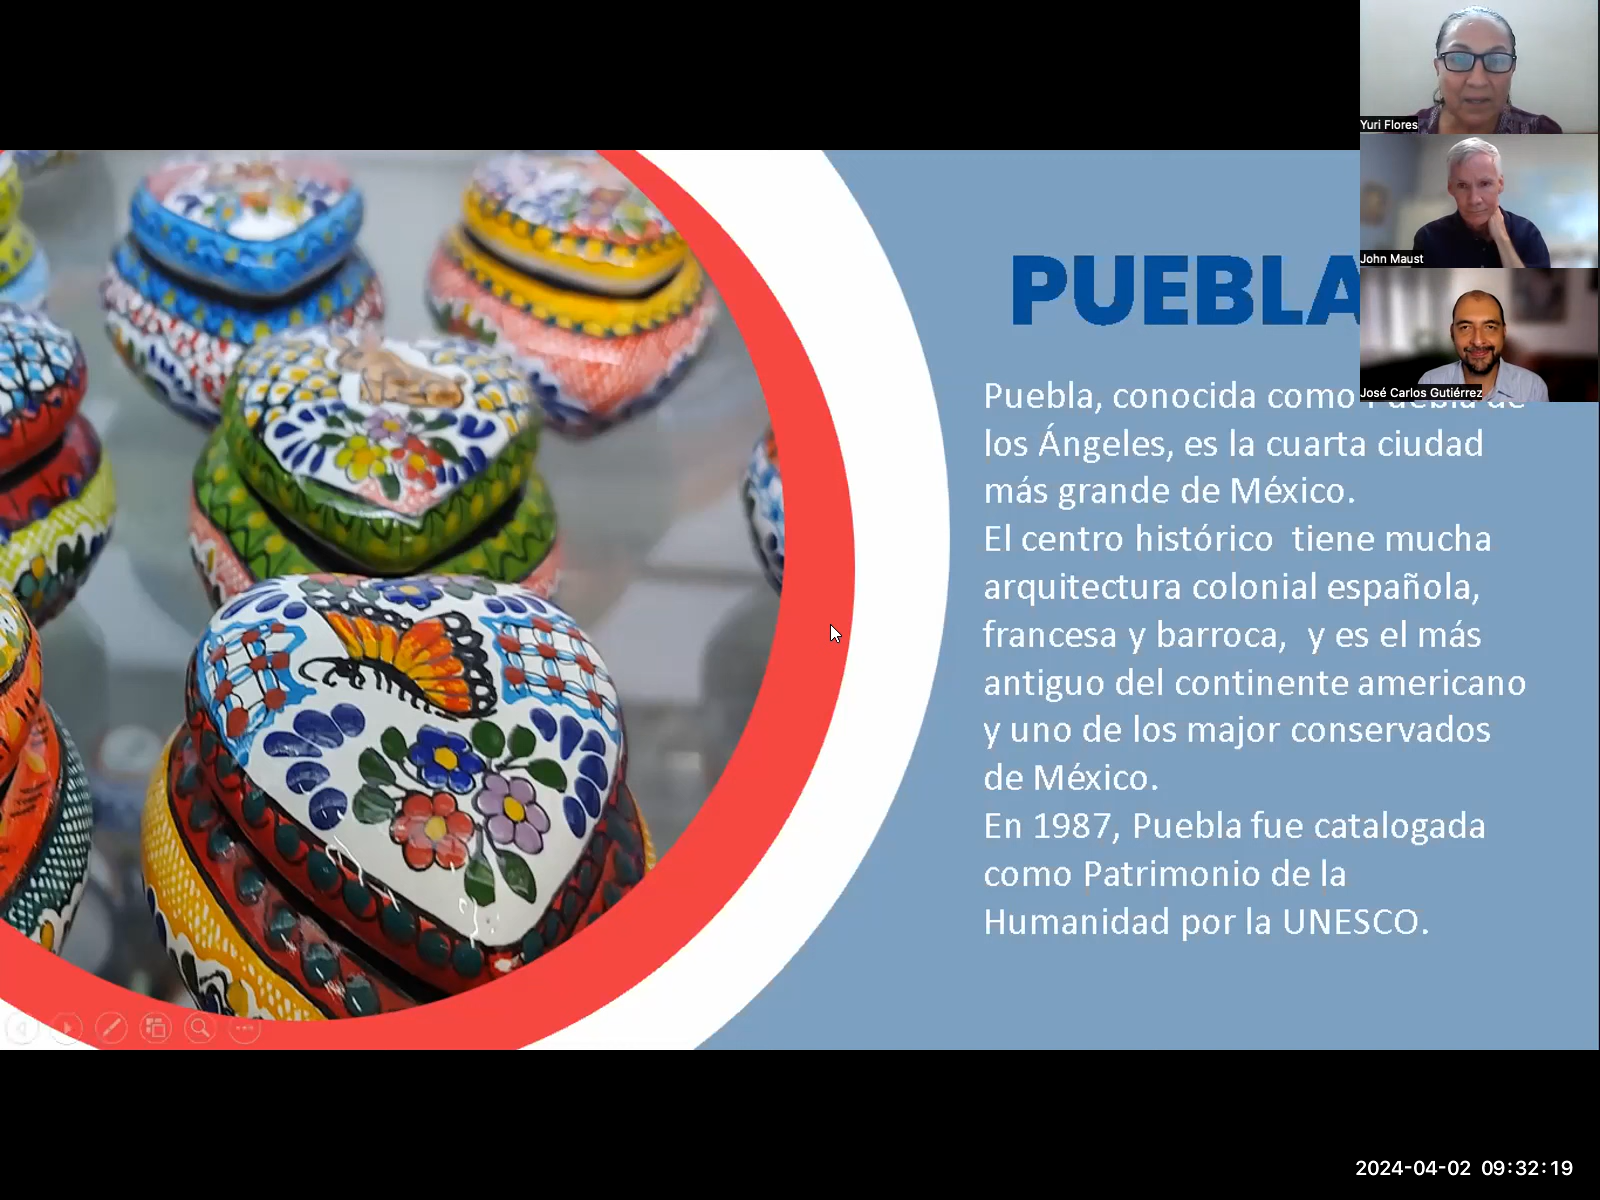 Yuri Flores
John Maust
José Carlos Gutiérrez
PUEBLA
Puebla, conocida como Puebla de
los Ángeles, es la cuarta ciudad
más grande de México.
El centro histórico tiene mucha
arquitectura colonial española,
francesa y barroca, y es el más
antiguo del continente americano
y uno de los major conservados
de México.
En 1987, Puebla fue catalogada
como Patrimonio de la
Humanidad por la UNESCO.
2024-04-02 09:32:19